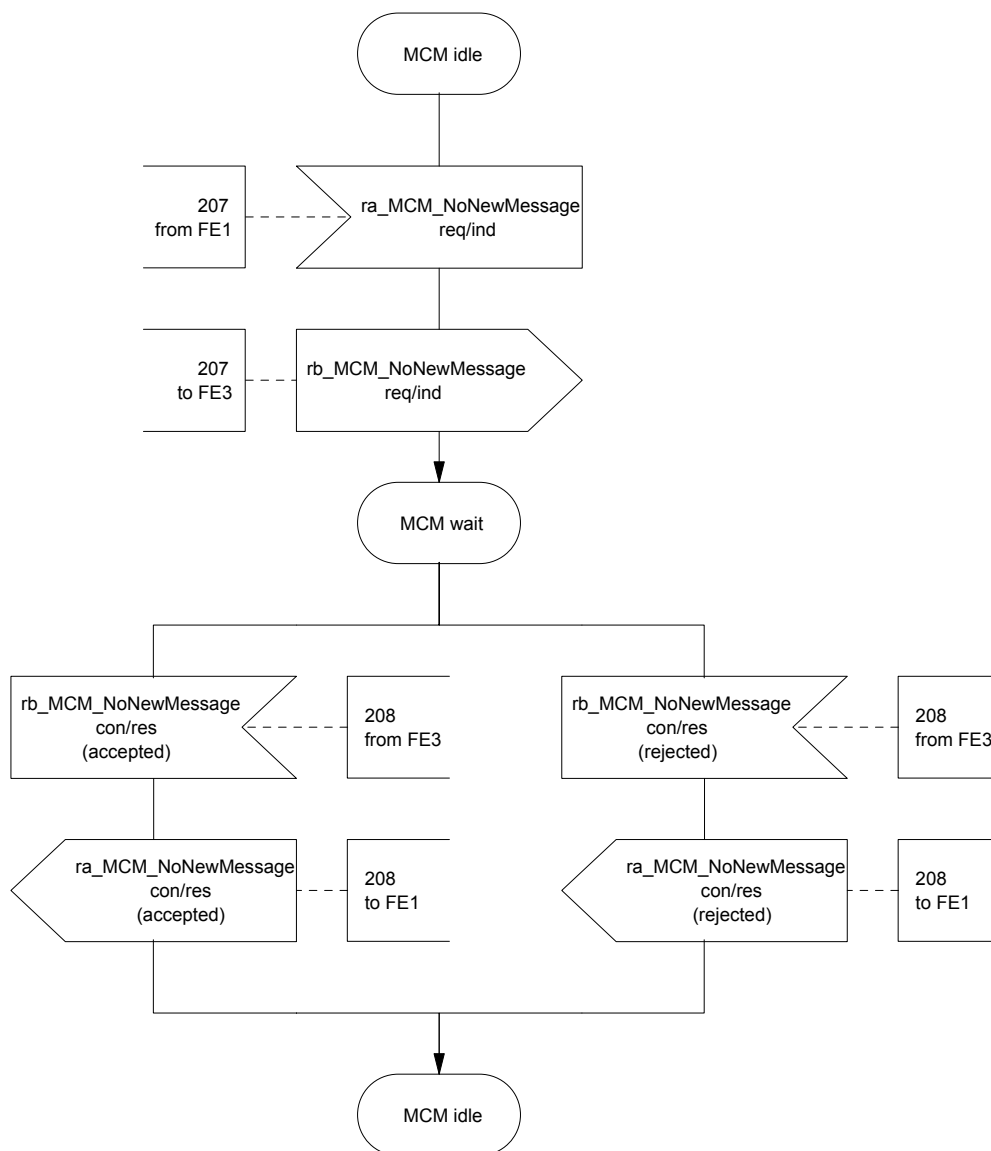 MCM idle
207
from FE1
ra_MCM_NoNewMessage
req/ind
207
to FE3
rb_MCM_NoNewMessage
req/ind
MCM wait
rb_MCM_NoNewMessage
con/res
(accepted)
208
from FE3
rb_MCM_NoNewMessage
con/res
(rejected)
208
from FE3
ra_MCM_NoNewMessage
con/res
(accepted)
208
to FE1
ra_MCM_NoNewMessage
con/res
(rejected)
208
to FE1
MCM idle